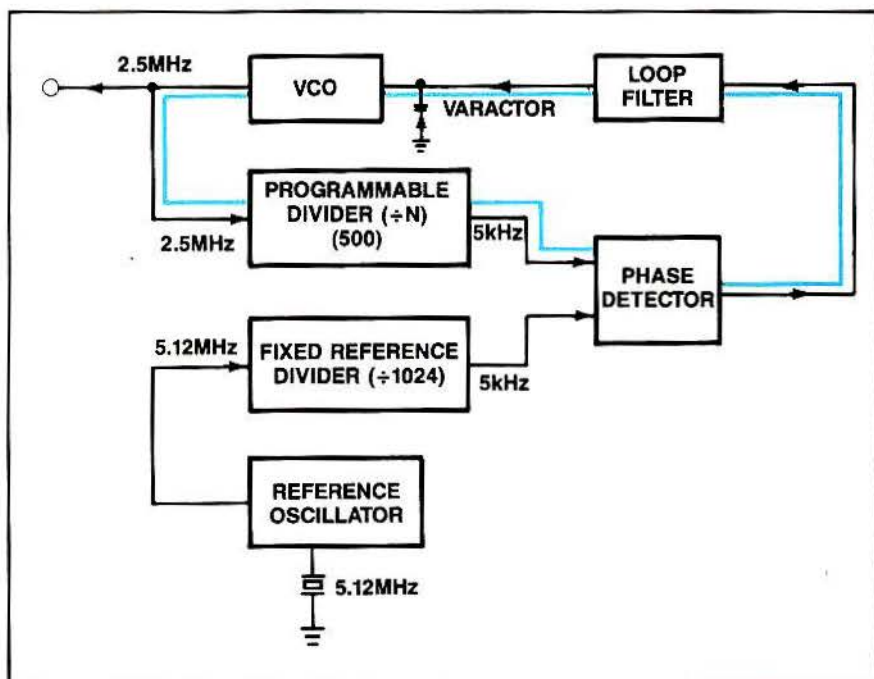 2.5MHz
VCO
VARACTOR
LOOP
FILTER
PROGRAMMABLE
DIVIDER (÷N)
(500)
2.5MHz
5kHz
PHASE
DETECTOR
5.12MHz
FIXED REFERENCE
DIVIDER (÷1024)
5kHz
REFERENCE
OSCILLATOR
5.12MHz